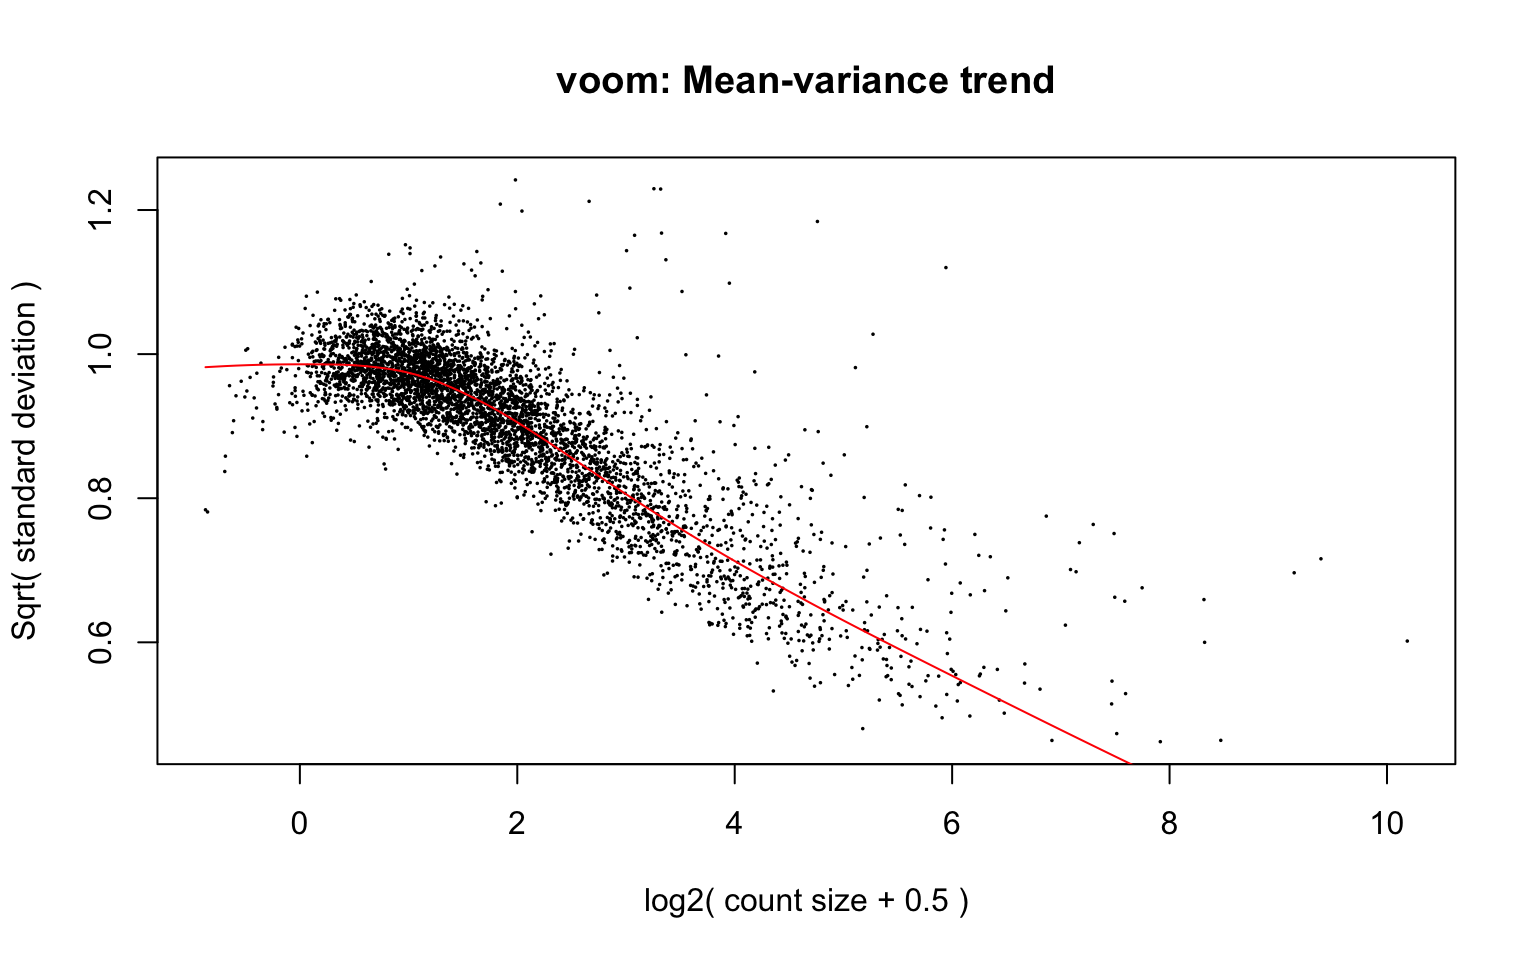 voom: Mean-variance trend
Sqrt( standard deviation )
1.2
1.0
0.8
0.6
0 2 4 6 8 10
log2( count size + 0.5 )